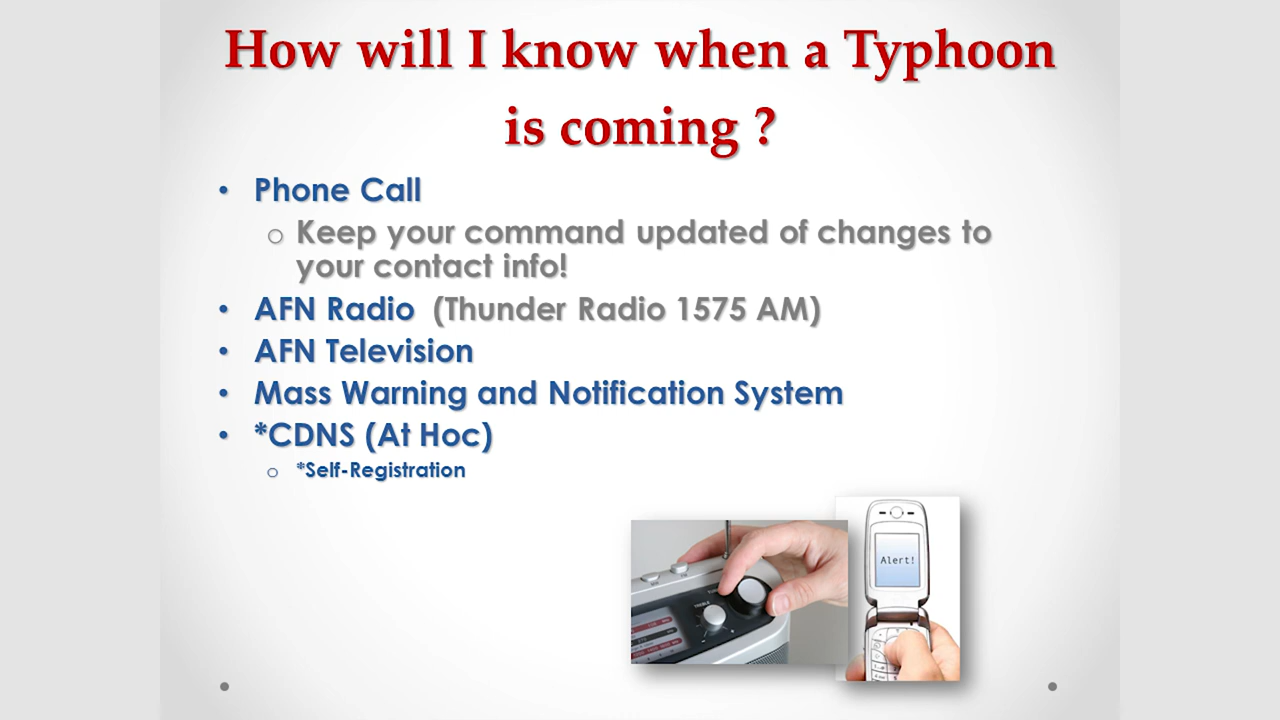 How will I know when a Typhoon
is coming ?
• Phone Call
o Keep your command updated of changes to
your contact info!
• AFN Radio (Thunder Radio 1575 AM)
• AFN Television
• Mass Warning and Notification System
• *CDNS (At Hoc)
o *Self-Registration
Alert!